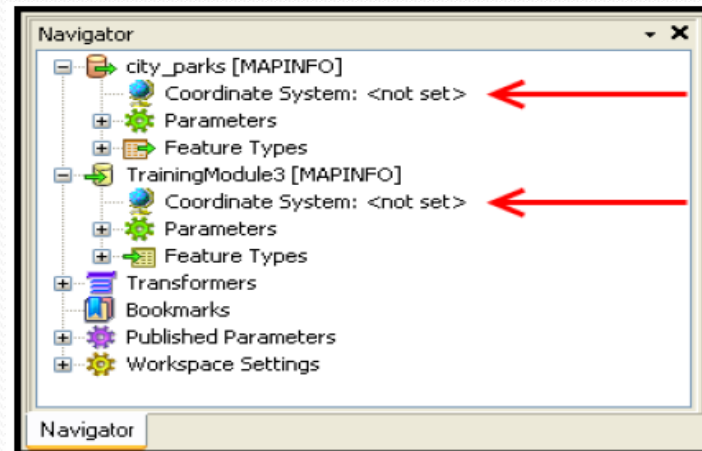 Navigator
city_parks [MAPINFO]
Coordinate System: <not set>
Parameters
Feature Types
TrainingModule3 [MAPINFO]
Coordinate System: <not set>
Parameters
Feature Types
Transformers
Bookmarks
Published Parameters
Workspace Settings
Navigator